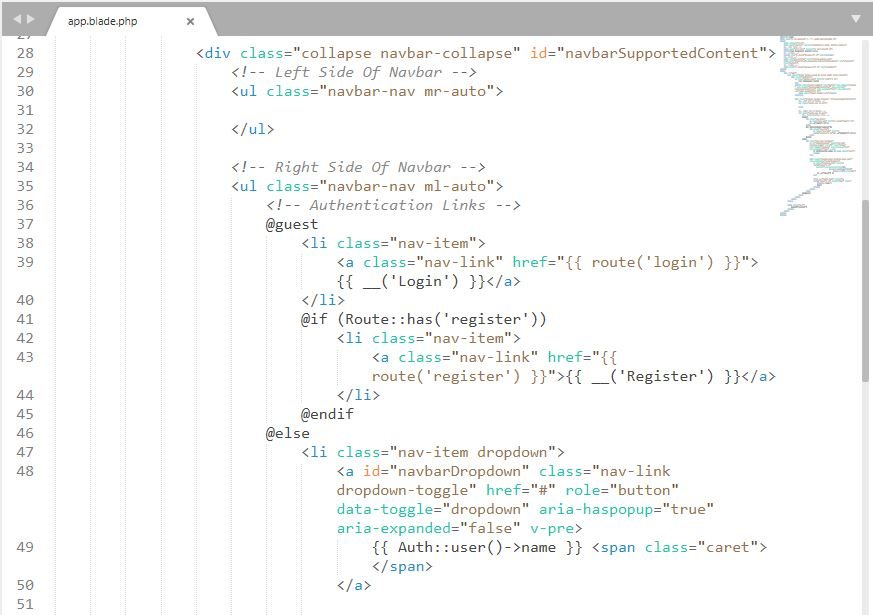 app.blade.php
27
28 <div class="collapse navbar-collapse" id="navbarSupportedContent">
29 <!-- Left Side Of Navbar -->
30 <ul class="navbar-nav mr-auto">
31
32 </ul>
33
34 <!-- Right Side Of Navbar -->
35 <ul class="navbar-nav ml-auto">
36 <!-- Authentication Links -->
37 @guest
38 <li class="nav-item">
39 <a class="nav-link" href="{{ route('login') }}">
{{ __('Login') }}</a>
40 </li>
41 @if (Route::has('register'))
42 <li class="nav-item">
43 <a class="nav-link" href="{{
route('register') }}">{{ __('Register') }}</a>
44 </li>
45 @endif
46 @else
47 <li class="nav-item dropdown">
48 <a id="navbarDropdown" class="nav-link
dropdown-toggle" href="#" role="button"
data-toggle="dropdown" aria-haspopup="true"
aria-expanded="false" v-pre>
49 {{ Auth::user()->name }} <span class="caret">
</span>
50 </a>
51